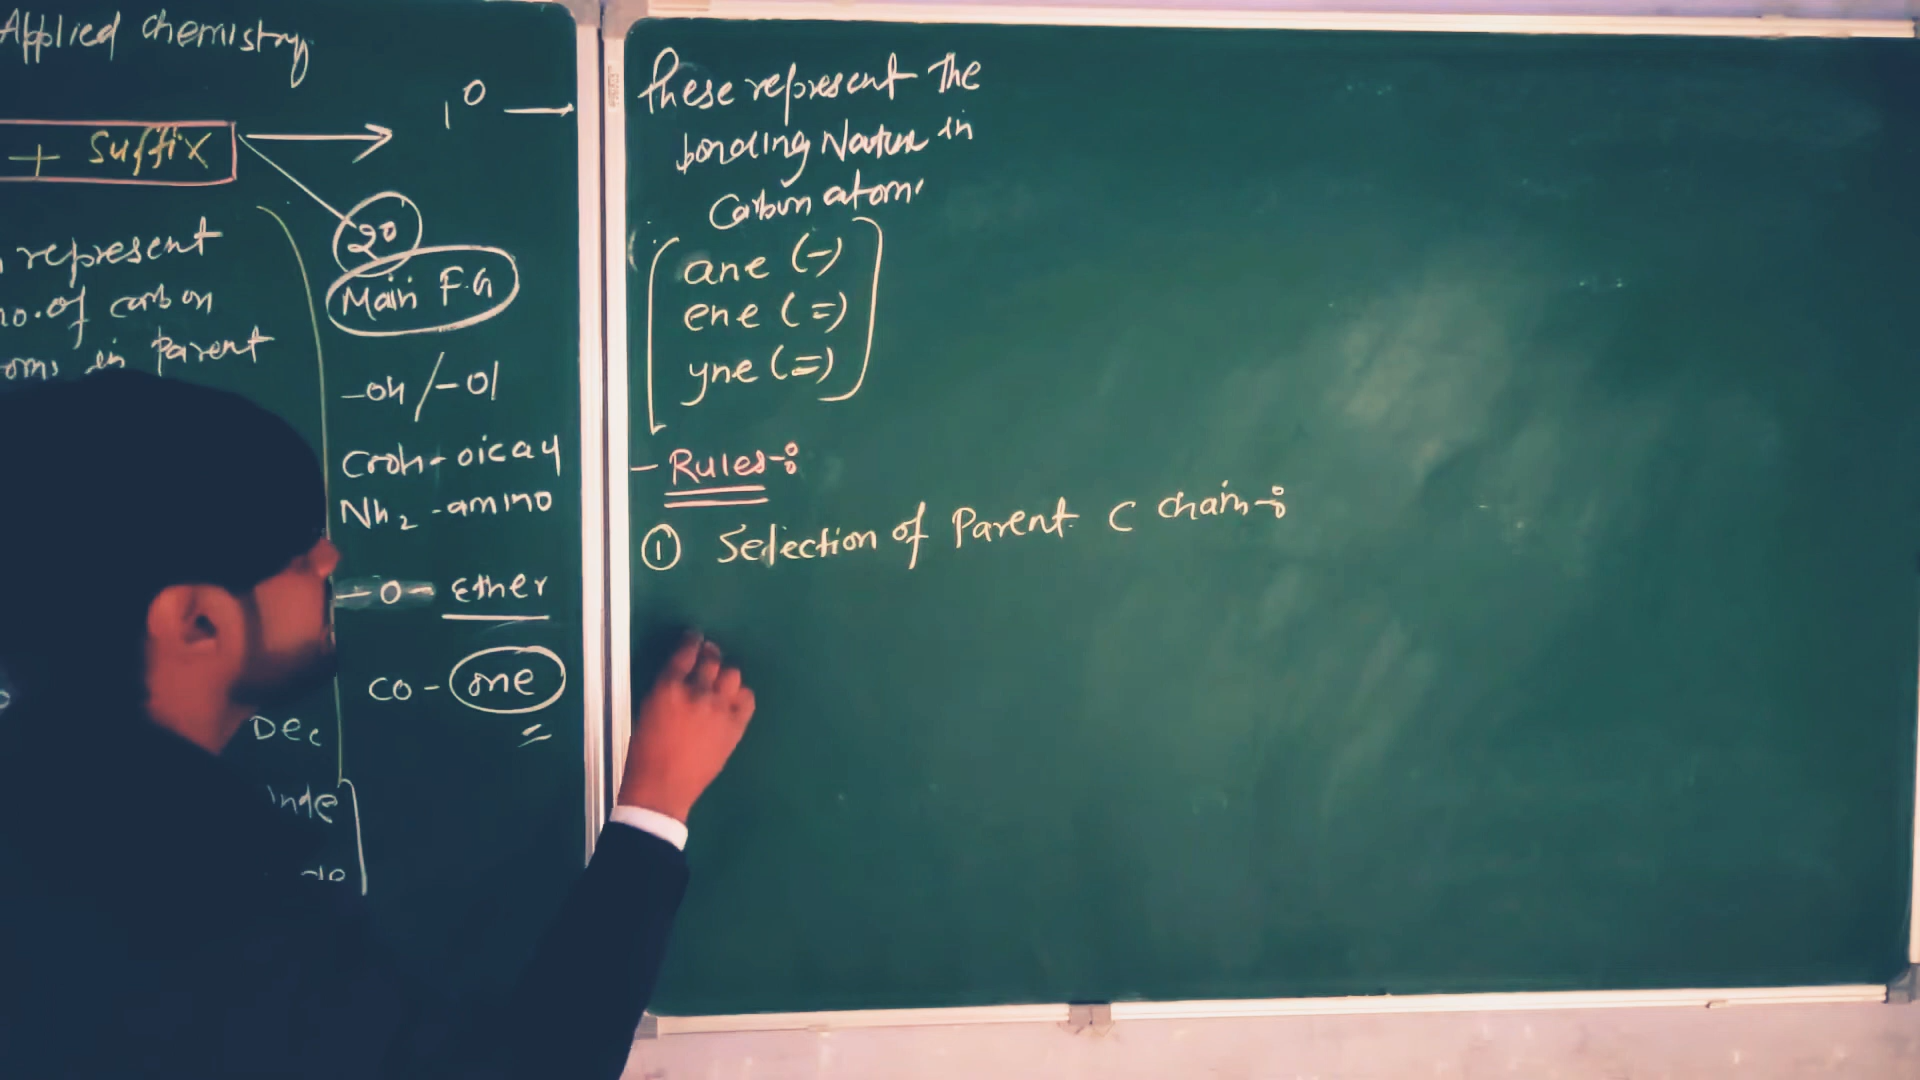 Applied chemistry
+ Suffix
1°
represent
no. of carbon
in Parent
2°
Main F.G
-oh/-ol
Cooh-oic
Nh2-amino
-O- Ether
CO-one
Dec
These represent The
bonding Nature in
Carbon atom
ane (-)
ene (=)
yne (≡)
- Rules-:
① Selection of Parent C chain-: